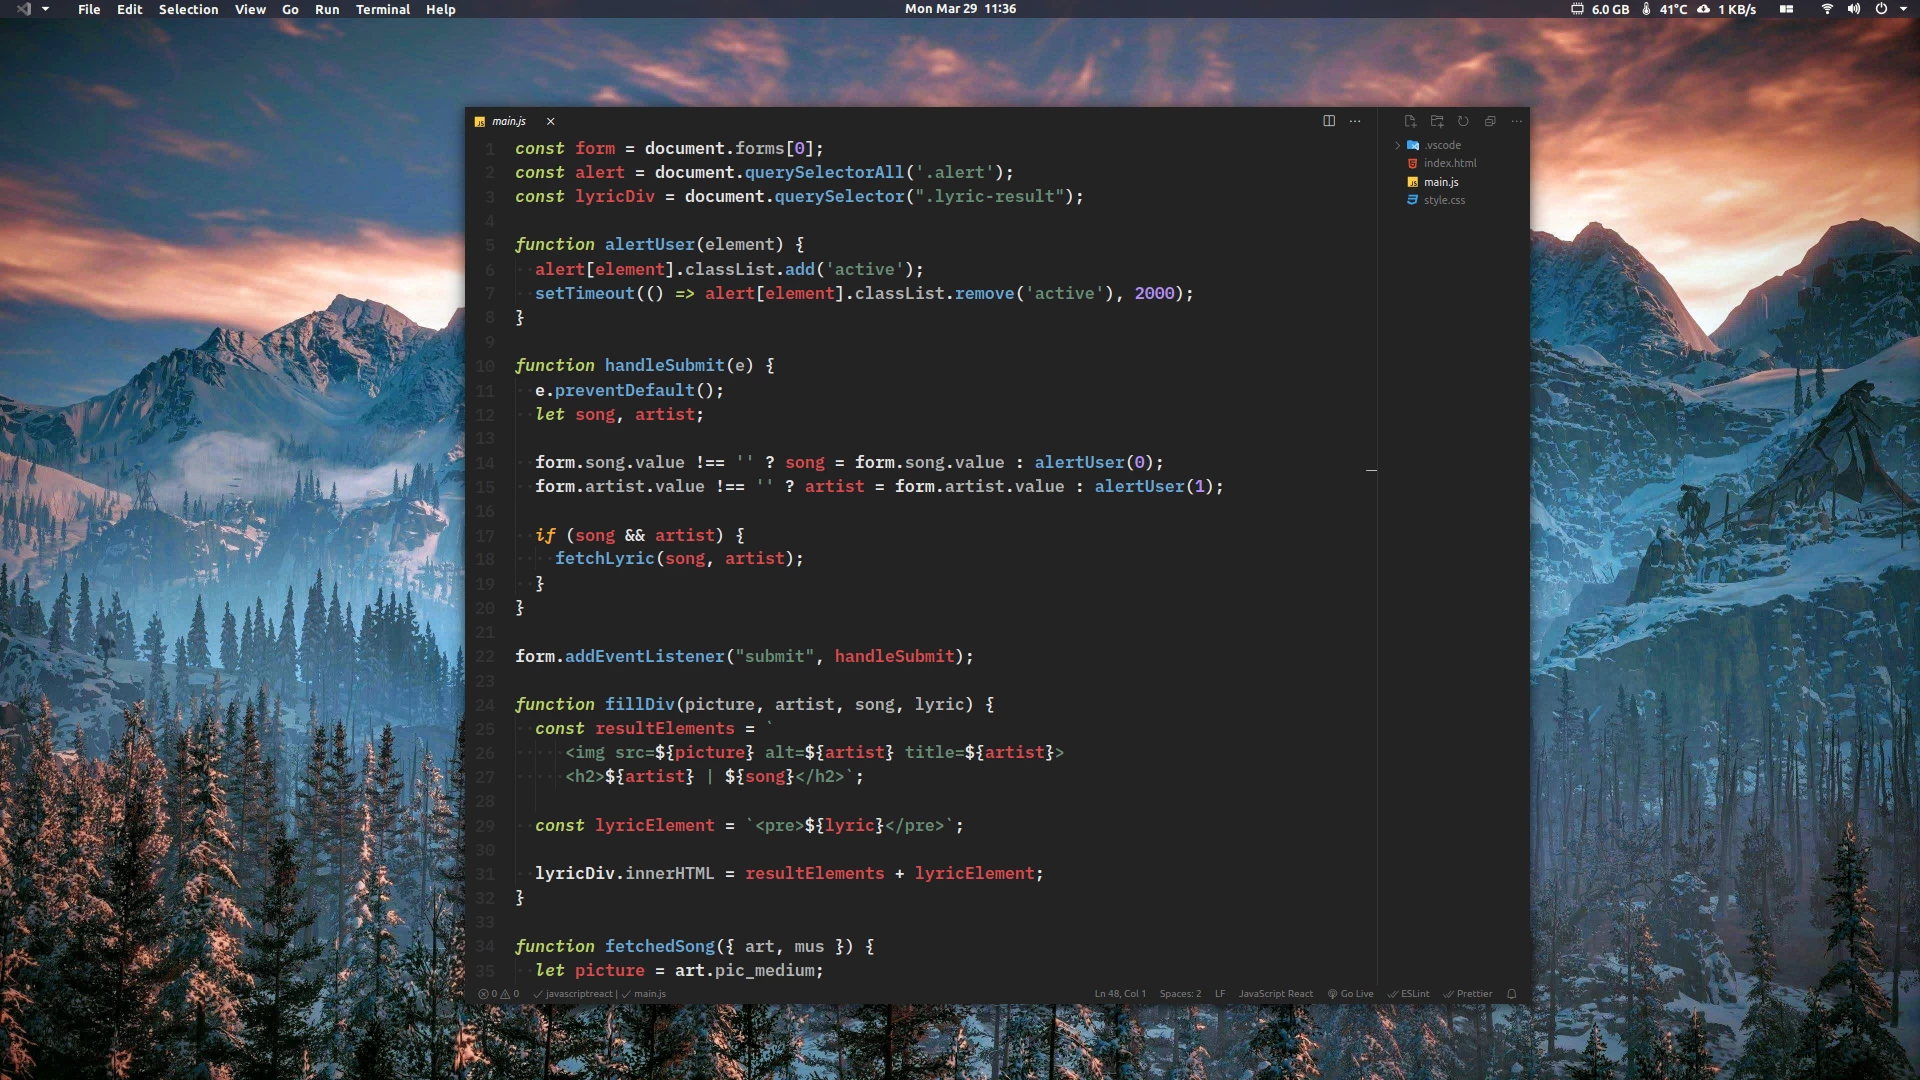 File Edit Selection View Go Run Terminal Help
Mon Mar 29 11:36
6.0 GB 41°C 1 KB/s
main.js
1 const form = document.forms[0];
2 const alert = document.querySelectorAll('.alert');
3 const lyricDiv = document.querySelector(".lyric-result");
4
5 function alertUser(element) {
6 alert[element].classList.add('active');
7 setTimeout(() => alert[element].classList.remove('active'), 2000);
8 }
9
10 function handleSubmit(e) {
11 e.preventDefault();
12 let song, artist;
13
14 form.song.value !== '' ? song = form.song.value : alertUser(0);
15 form.artist.value !== '' ? artist = form.artist.value : alertUser(1);
16
17 if (song && artist) {
18 fetchLyric(song, artist);
19 }
20 }
21
22 form.addEventListener("submit", handleSubmit);
23
24 function fillDiv(picture, artist, song, lyric) {
25 const resultElements = `
26 <img src=${picture} alt=${artist} title=${artist}>
27 <h2>${artist} | ${song}</h2>`;
28
29 const lyricElement = `<pre>${lyric}</pre>`;
30
31 lyricDiv.innerHTML = resultElements + lyricElement;
32 }
33
34 function fetchedSong({ art, mus }) {
35 let picture = art.pic_medium;
.vscode
index.html
main.js
style.css
0 0 javascriptreact | main.js
Ln 48, Col 1 Spaces: 2 LF JavaScript React Go Live ESLint Prettier